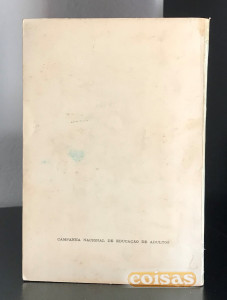 CAMPANHA NACIONAL DE EDUCAÇÃO DE ADULTOS
coisas